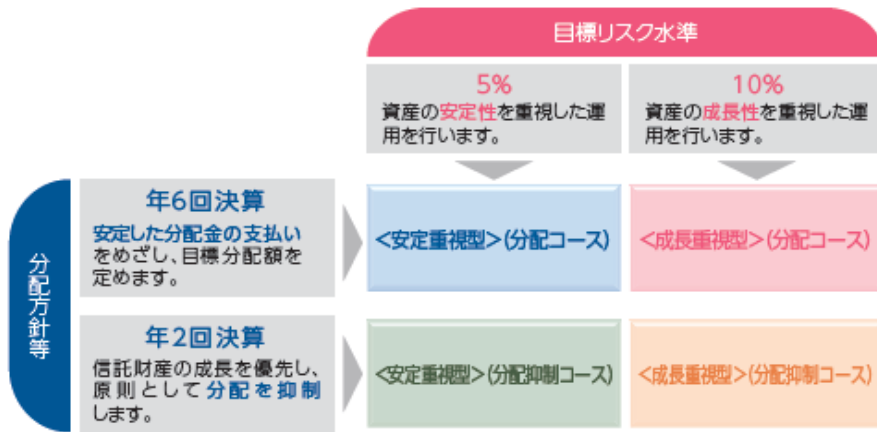 目標リスク水準
5%
資産の安定性を重視した運
用を行います。
10%
資産の成長性を重視した運
用を行います。
分配方針等
年6回決算
安定した分配金の支払い
をめざし、目標分配額を
定めます。
<安定重視型>(分配コース)
<成長重視型>(分配コース)
年2回決算
信託財産の成長を優先し、
原則として分配を抑制
します。
<安定重視型>(分配抑制コース)
<成長重視型>(分配抑制コース)